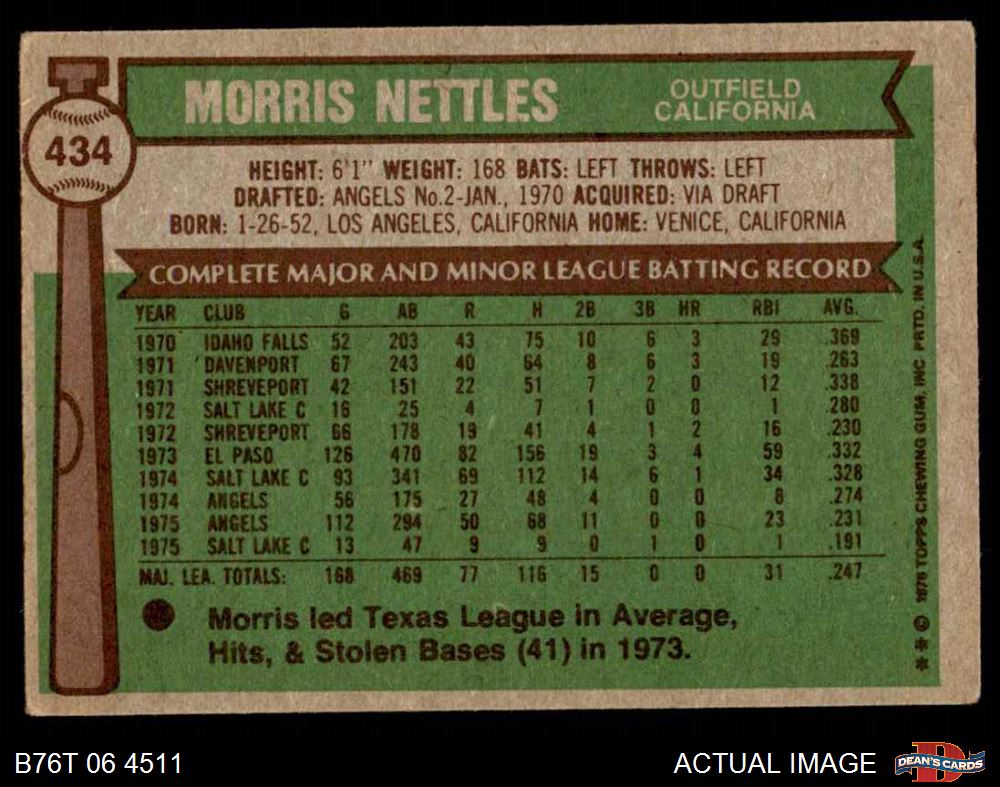 434
MORRIS NETTLES
OUTFIELD
CALIFORNIA
HEIGHT: 6'1" WEIGHT: 168 BATS: LEFT THROWS: LEFT
DRAFTED: ANGELS No.2-JAN., 1970 ACQUIRED: VIA DRAFT
BORN: 1-26-52, LOS ANGELES, CALIFORNIA HOME: VENICE, CALIFORNIA
COMPLETE MAJOR AND MINOR LEAGUE BATTING RECORD
YEAR CLUB G AB R H 2B 3B HR RBI AVG.
1970 IDAHO FALLS 52 203 43 75 10 6 3 29 .369
1971 DAVENPORT 67 243 40 64 8 6 3 19 .263
1971 SHREVEPORT 42 151 22 51 7 2 0 12 .338
1972 SALT LAKE C 16 25 4 7 1 0 0 1 .280
1972 SHREVEPORT 66 178 19 41 4 1 2 16 .230
1973 EL PASO 126 470 82 156 19 3 4 59 .332
1974 SALT LAKE C 93 341 69 112 14 6 1 34 .328
1974 ANGELS 56 175 27 48 4 0 0 8 .274
1975 ANGELS 112 294 50 68 11 0 0 23 .231
1975 SALT LAKE C 13 47 9 9 0 1 0 1 .191
MAJ. LEA. TOTALS: 168 469 77 116 15 0 0 31 .247
Morris led Texas League in Average,
Hits, & Stolen Bases (41) in 1973.
* * © 1976 TOPPS CHEWING GUM, INC PRTD. IN U.S.A.
B76T 06 4511
ACTUAL IMAGE
DEAN'S CARDS